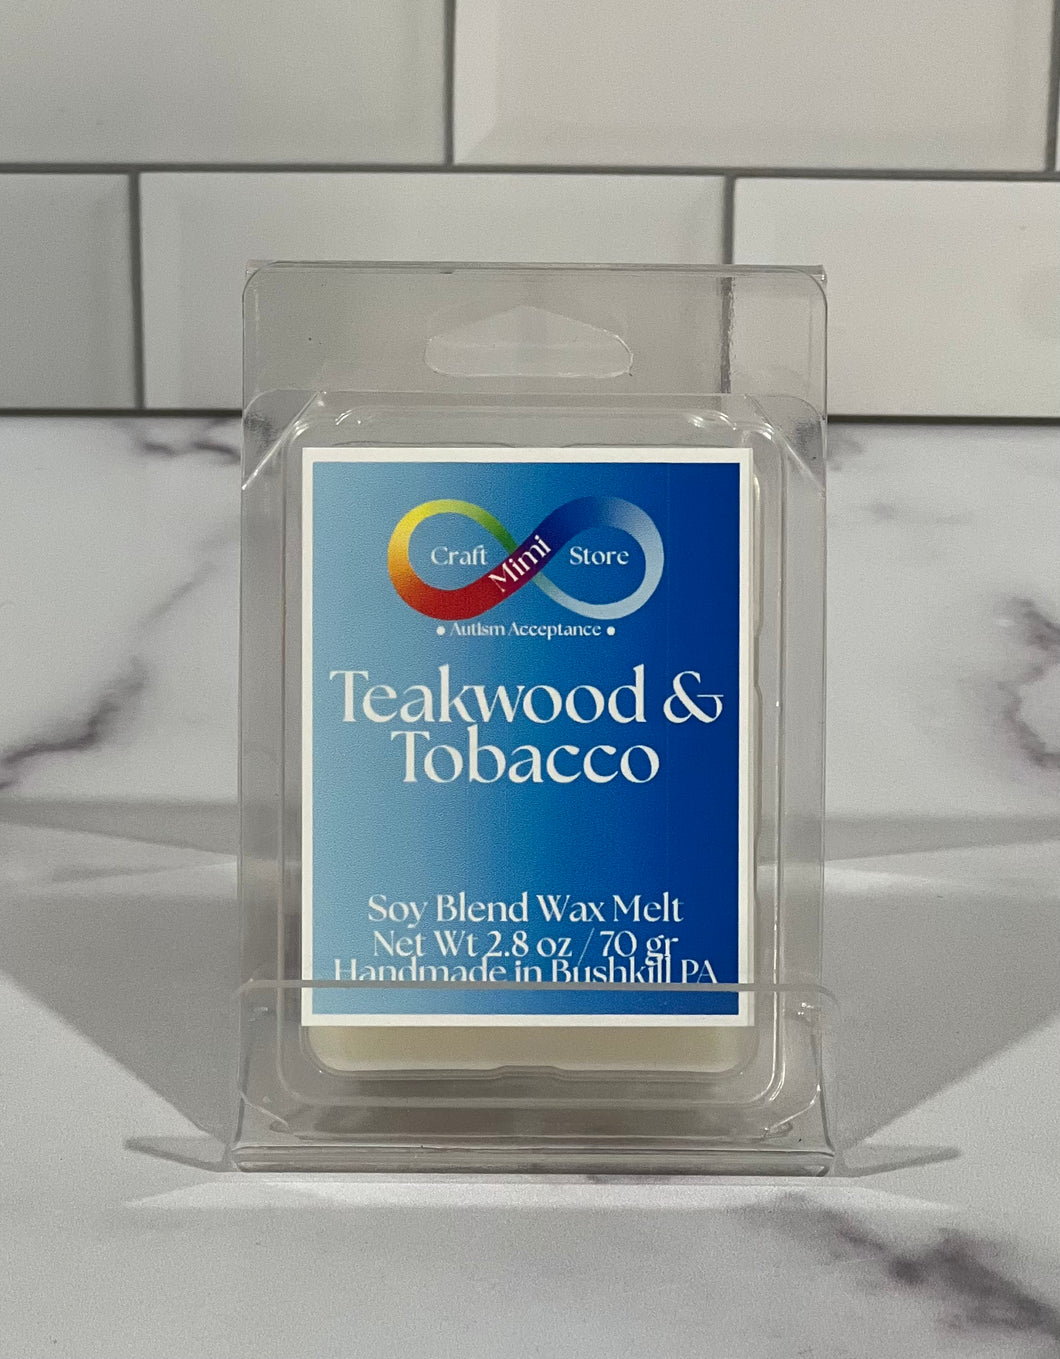 Craft Mimi Store
• Autism Acceptance •
Teakwood &
Tobacco
Soy Blend Wax Melt
Net Wt 2.8 oz / 70 gr
Handmade in Bushkill PA